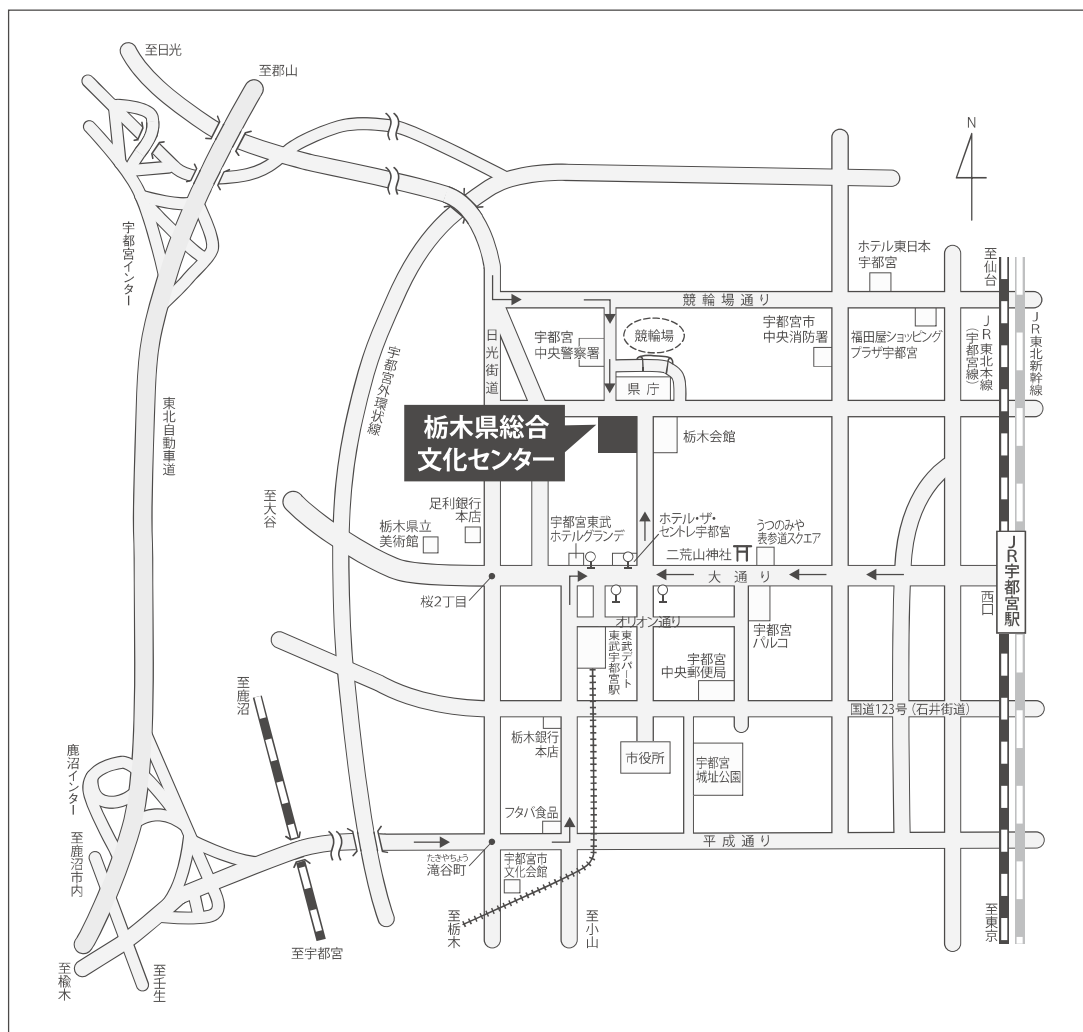 至日光
至郡山
N
宇都宮インター
ホテル東日本
宇都宮
至仙台
競輪場通り
日光街道
宇都宮
中央警察署
競輪場
宇都宮市
中央消防署
福田屋ショッピング
プラザ宇都宮
JR東北本線
(宇都宮線)
JR東北新幹線
宇都宮外環状線
県庁
東北自動車道
栃木県総合
文化センター
栃木会館
至大谷
足利銀行
本店
栃木県立
美術館
宇都宮東武
ホテルグランデ
ホテル・ザ・
セントレ宇都宮
二荒山神社
うつのみや
表参道スクエア
JR宇都宮駅
西口
大通り
桜2丁目
オリオン通り
東武デパート
東武宇都宮駅
宇都宮
パルコ
宇都宮
中央郵便局
至鹿沼
国道123号(石井街道)
栃木銀行
本店
市役所
宇都宮
城址公園
鹿沼インター
フタバ食品
平成通り
たきやちょう
滝谷町
宇都宮市
文化会館
至鹿沼市内
至栃木
至小山
至東京
至宇都宮
至楡木
至壬生